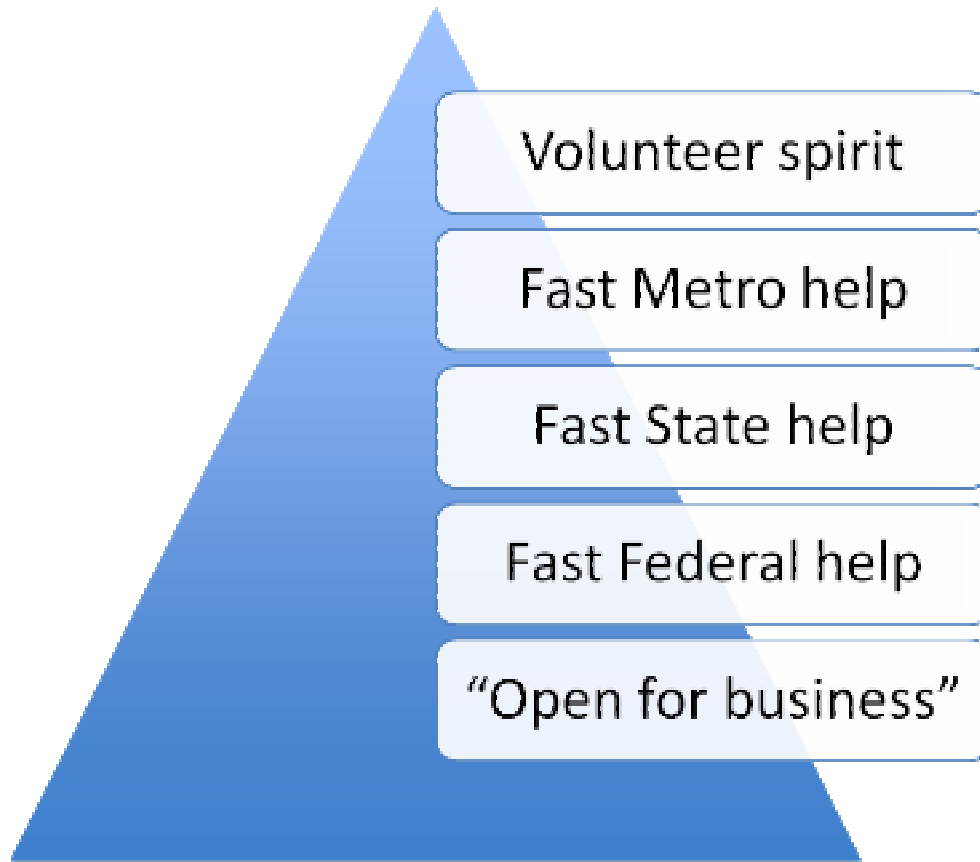 Volunteer spirit
Fast Metro help
Fast State help
Fast Federal help
“Open for business”